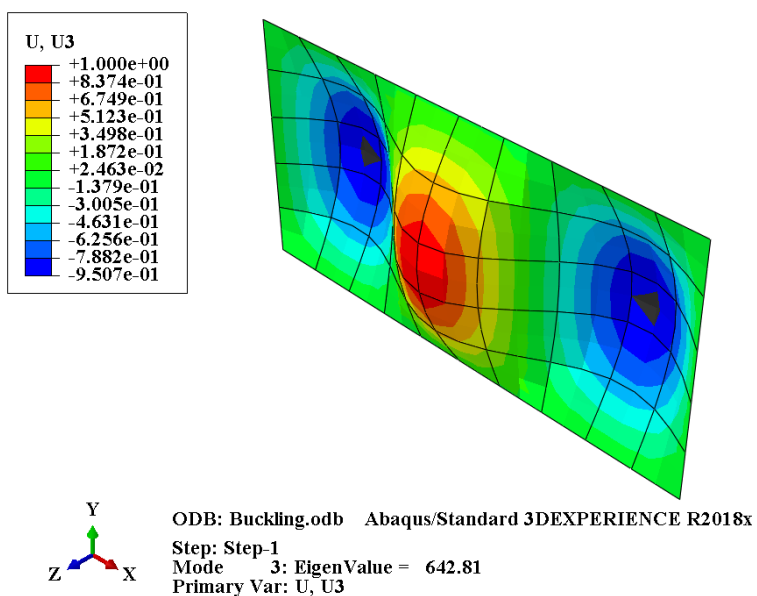 U, U3
+1.000e+00
+8.374e-01
+6.749e-01
+5.123e-01
+3.498e-01
+1.872e-01
+2.463e-02
-1.379e-01
-3.005e-01
-4.631e-01
-6.256e-01
-7.882e-01
-9.507e-01
Y
Z X
ODB: Buckling.odb Abaqus/Standard 3DEXPERIENCE R2018x
Step: Step-1
Mode 3: EigenValue = 642.81
Primary Var: U, U3